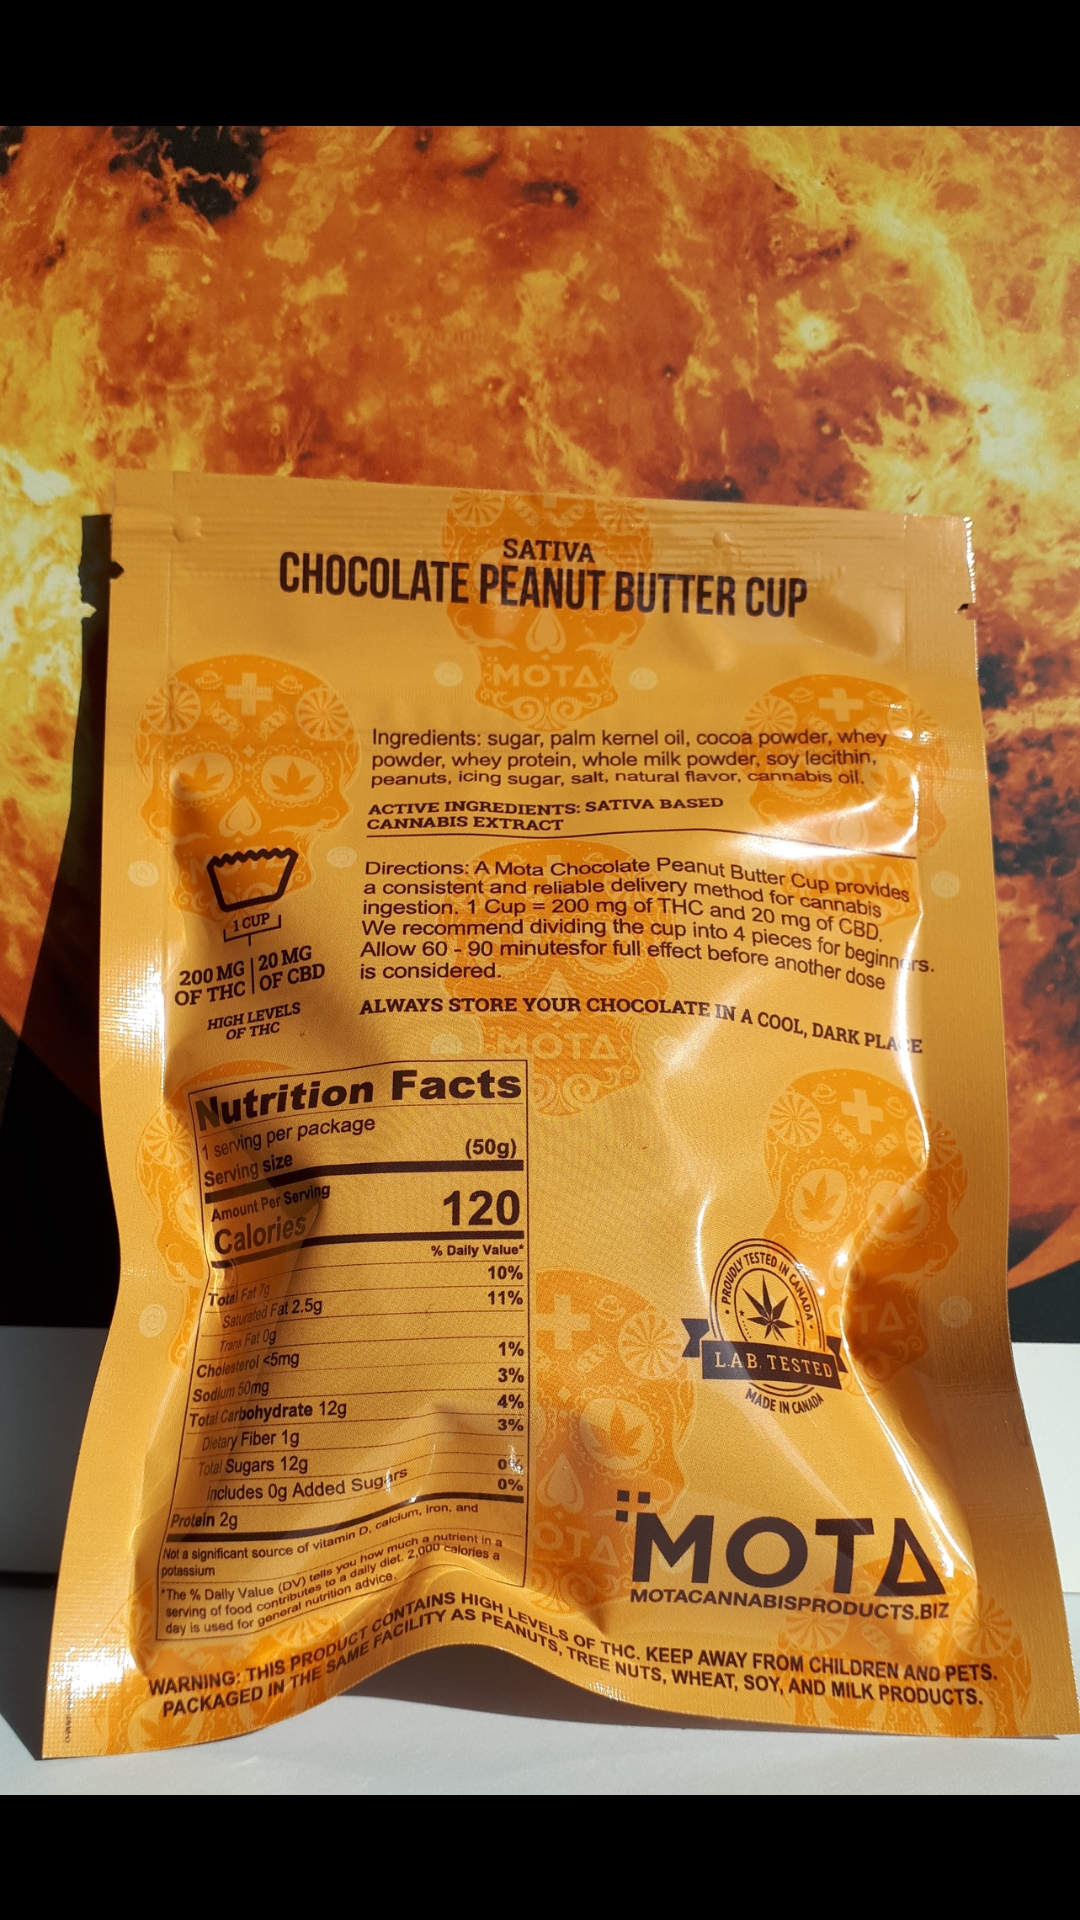 SATIVA
CHOCOLATE PEANUT BUTTER CUP
MOTA
Ingredients: sugar, palm kernel oil, cocoa powder, whey
powder, whey protein, whole milk powder, soy lecithin,
peanuts, icing sugar, salt, natural flavor, cannabis oil.
ACTIVE INGREDIENTS: SATIVA BASED
CANNABIS EXTRACT
Directions: A Mota Chocolate Peanut Butter Cup provides
a consistent and reliable delivery method for cannabis
ingestion. 1 Cup = 200 mg of THC and 20 mg of CBD.
We recommend dividing the cup into 4 pieces for beginners.
Allow 60 - 90 minutesfor full effect before another dose
is considered.
ALWAYS STORE YOUR CHOCOLATE IN A COOL, DARK PLACE
1 CUP
200 MG | 20 MG
OF THC | OF CBD
HIGH LEVELS
OF THC
MOTA
Nutrition Facts
1 serving per package
Serving size (50g)
Amount Per Serving
Calories 120
% Daily Value*
Total Fat 7g 10%
Saturated Fat 2.5g 11%
Trans Fat 0g
Cholesterol <5mg 1%
Sodium 50mg 3%
Total Carbohydrate 12g 4%
Dietary Fiber 1g 3%
Total Sugars 12g
includes 0g Added Sugars 0%
Protein 2g 0%
Not a significant source of vitamin D, calcium, iron, and
potassium
*The % Daily Value (DV) tells you how much a nutrient in a
serving of food contributes to a daily diet. 2,000 calories a
day is used for general nutrition advice.
PROUDLY TESTED IN CANADA
L.A.B. TESTED
MADE IN CANADA
MOTA
MOTACANNABISPRODUCTS.BIZ
WARNING: THIS PRODUCT CONTAINS HIGH LEVELS OF THC. KEEP AWAY FROM CHILDREN AND PETS.
PACKAGED IN THE SAME FACILITY AS PEANUTS, TREE NUTS, WHEAT, SOY, AND MILK PRODUCTS.